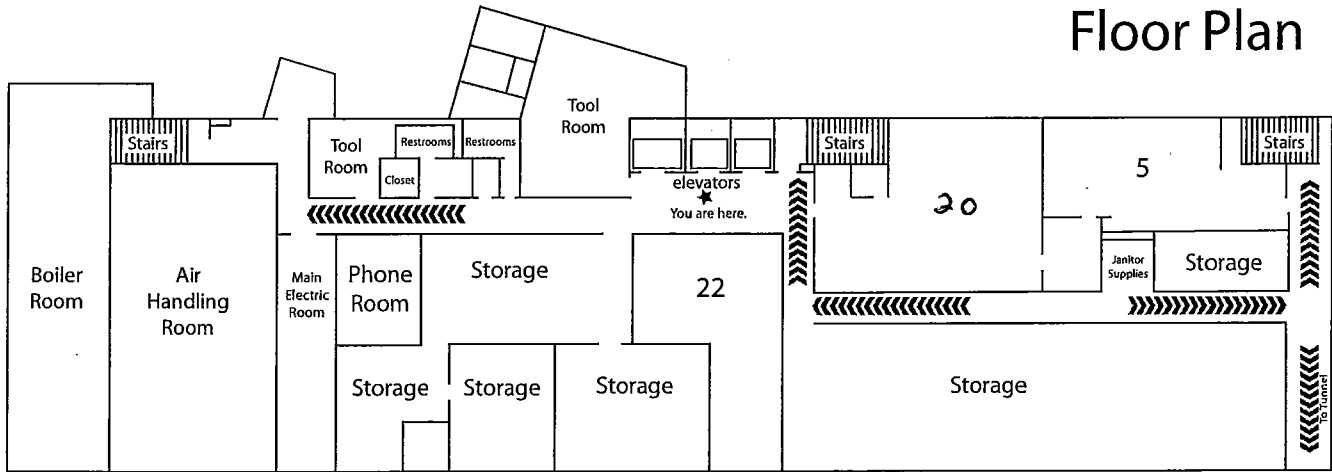 Floor Plan
Tool
Room
Stairs
Tool
Room
Restrooms
Restrooms
Closet
elevators
You are here.
Stairs
20
5
Stairs
Boiler
Room
Air
Handling
Room
Main
Electric
Room
Phone
Room
Storage
22
Janitor
Supplies
Storage
Storage
Storage
Storage
Storage
To Tunnel